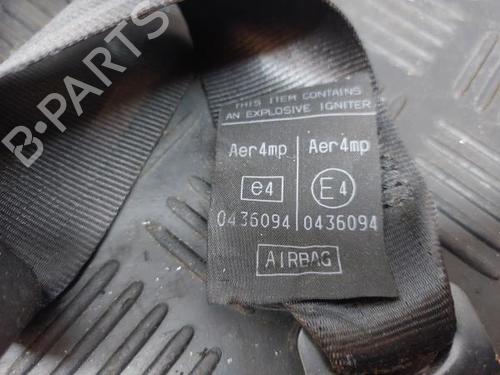 B-PARTS
THIS ITEM CONTAINS
AN EXPLOSIVE IGNITER
Aer4mp Aer4mp
e4 E4
0436094 0436094
AIRBAG